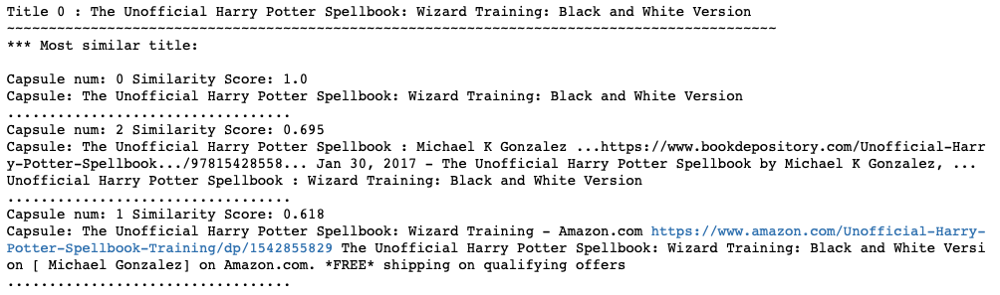 Title 0 : The Unofficial Harry Potter Spellbook: Wizard Training: Black and White Version
~~~~~~~~~~~~~~~~~~~~~~~~~~~~~~~~~~~~~~~~~~~~~~~~~~~~~~~~~~~~~~~~~~~~~~~~~~~~~~~~~~~~~~~~~~~~
*** Most similar title:
Capsule num: 0 Similarity Score: 1.0
Capsule: The Unofficial Harry Potter Spellbook: Wizard Training: Black and White Version
..................................
Capsule num: 2 Similarity Score: 0.695
Capsule: The Unofficial Harry Potter Spellbook : Michael K Gonzalez ...https://www.bookdepository.com/Unofficial-Harr
y-Potter-Spellbook.../97815428558... Jan 30, 2017 - The Unofficial Harry Potter Spellbook by Michael K Gonzalez, ...
Unofficial Harry Potter Spellbook : Wizard Training: Black and White Version
..................................
Capsule num: 1 Similarity Score: 0.618
Capsule: The Unofficial Harry Potter Spellbook: Wizard Training - Amazon.com https://www.amazon.com/Unofficial-Harry-
Potter-Spellbook-Training/dp/1542855829 The Unofficial Harry Potter Spellbook: Wizard Training: Black and White Versi
on [ Michael Gonzalez] on Amazon.com. *FREE* shipping on qualifying offers
..................................